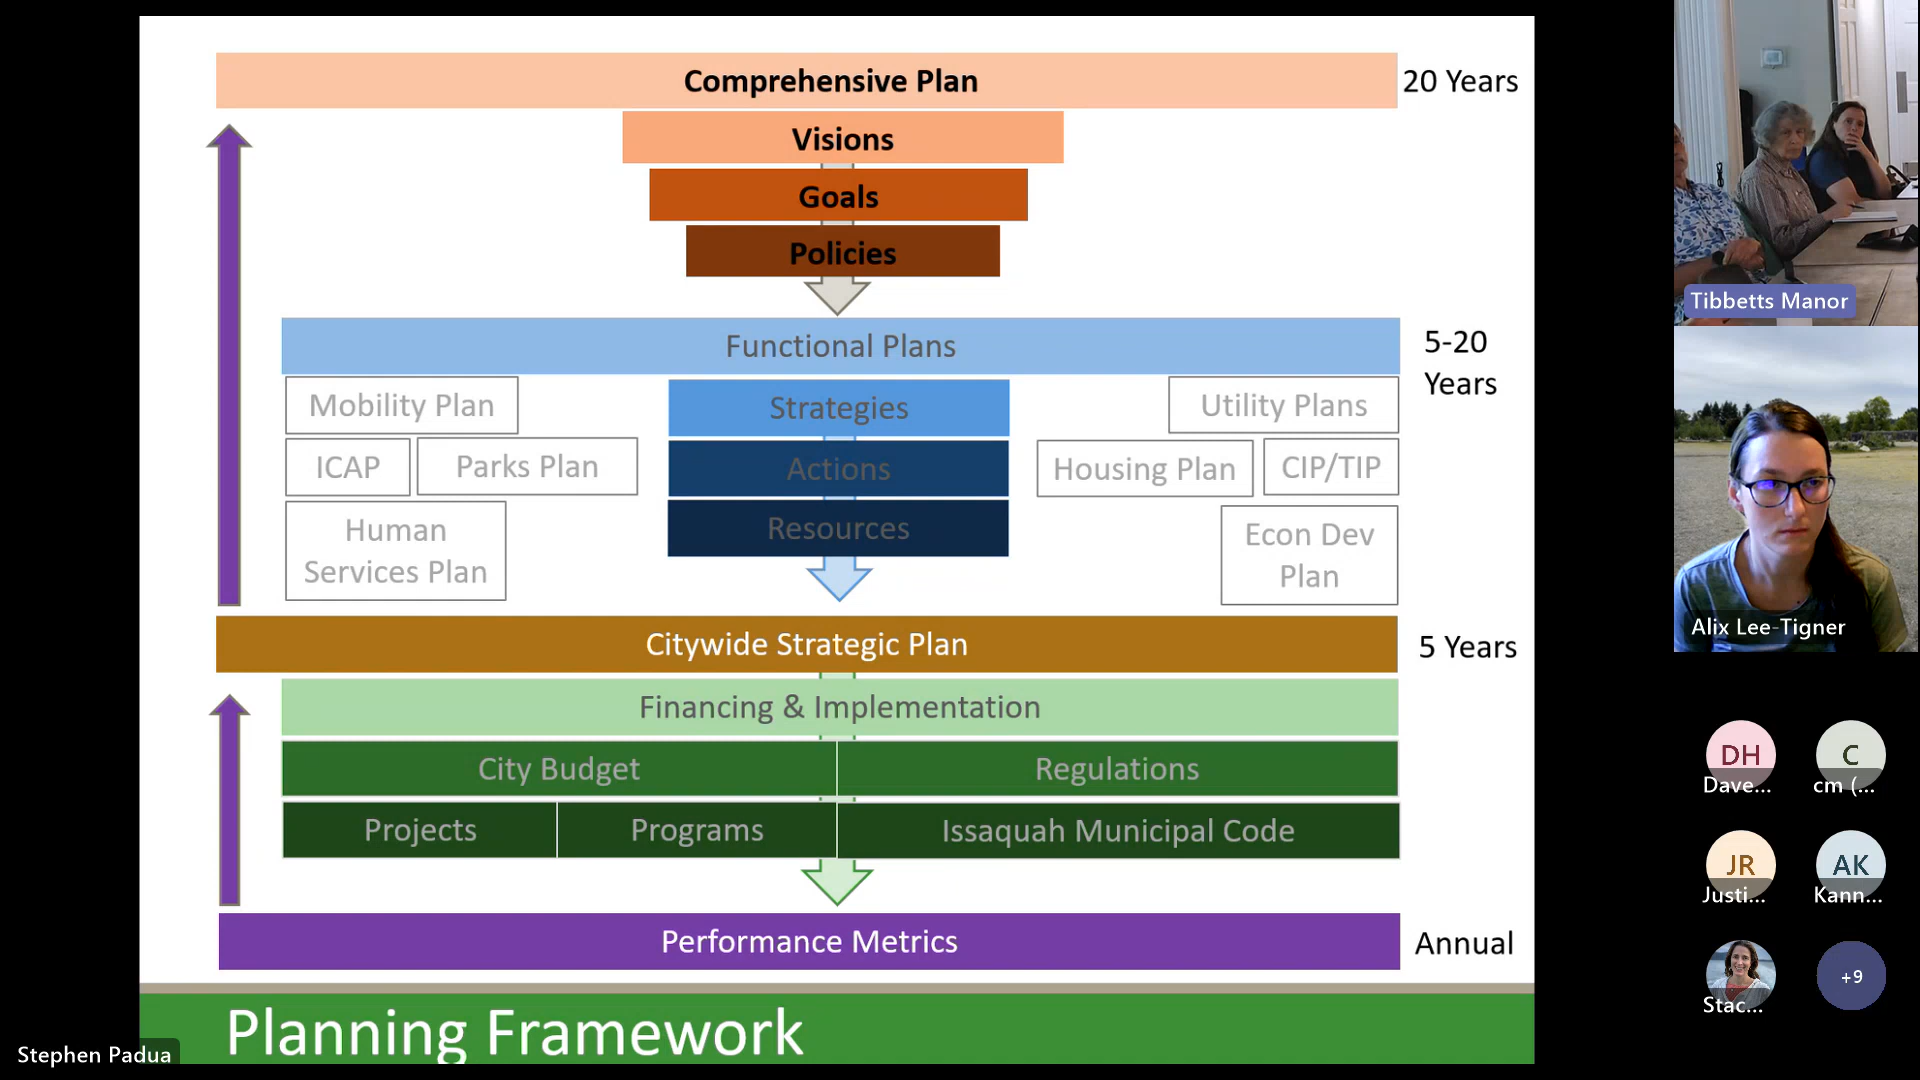 Comprehensive Plan
20 Years
Visions
Goals
Policies
Functional Plans
5-20
Years
Mobility Plan
Strategies
Utility Plans
ICAP
Parks Plan
Actions
Housing Plan
CIP/TIP
Human
Services Plan
Resources
Econ Dev
Plan
Citywide Strategic Plan
5 Years
Financing & Implementation
City Budget
Regulations
Projects
Programs
Issaquah Municipal Code
Performance Metrics
Annual
Planning Framework
Stephen Padua
Tibbetts Manor
Alix Lee-Tigner
DH
Dave...
C
cm (...
JR
Justi...
AK
Kann...
Stac...
+9